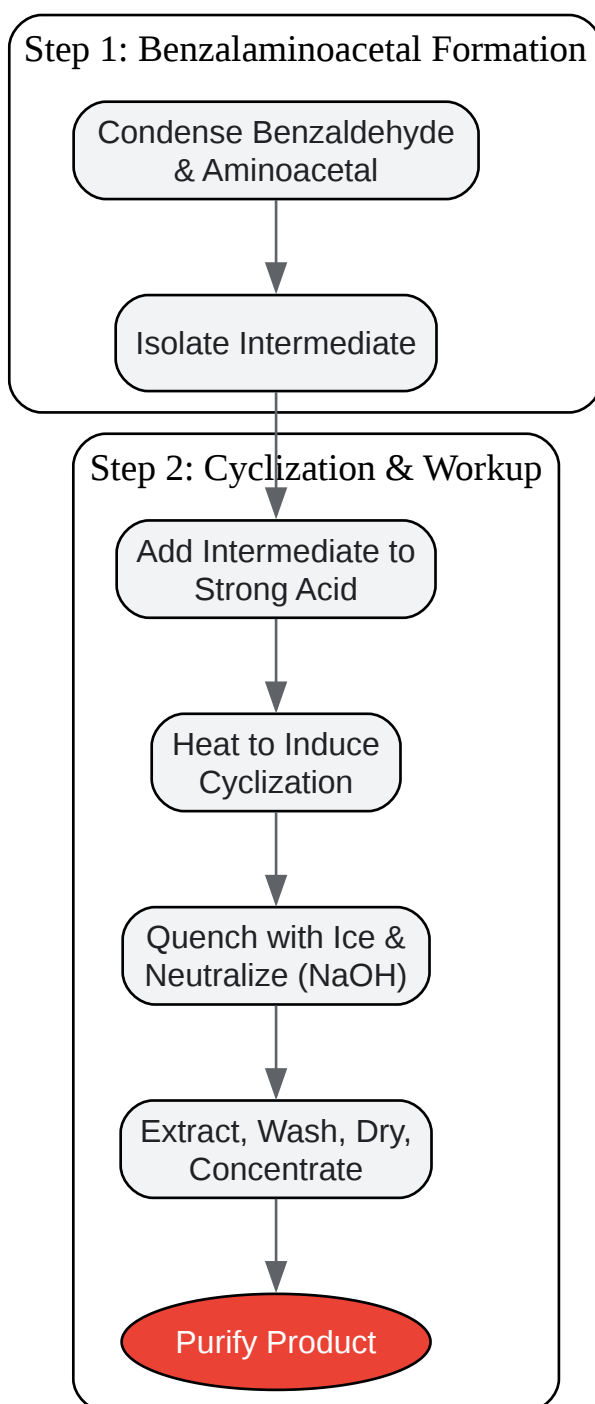 Step 1: Benzalaminoacetal Formation
Condense Benzaldehyde
& Aminoacetal
Isolate Intermediate
Step 2: Cyclization & Workup
Add Intermediate to
Strong Acid
Heat to Induce
Cyclization
Quench with Ice &
Neutralize (NaOH)
Extract, Wash, Dry,
Concentrate
Purify Product